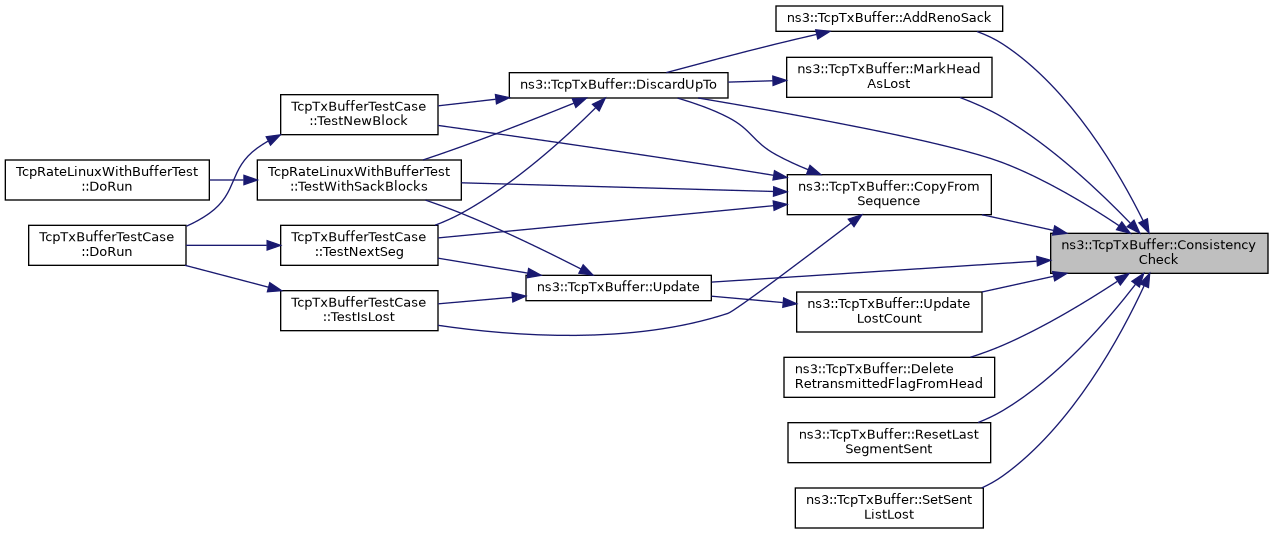 ns3::TcpTxBuffer::AddRenoSack
ns3::TcpTxBuffer::MarkHead
AsLost
ns3::TcpTxBuffer::DiscardUpTo
TcpTxBufferTestCase
::TestNewBlock
TcpRateLinuxWithBufferTest
::DoRun
TcpRateLinuxWithBufferTest
::TestWithSackBlocks
ns3::TcpTxBuffer::CopyFrom
Sequence
TcpTxBufferTestCase
::DoRun
TcpTxBufferTestCase
::TestNextSeg
ns3::TcpTxBuffer::Consistency
Check
ns3::TcpTxBuffer::Update
TcpTxBufferTestCase
::TestIsLost
ns3::TcpTxBuffer::Update
LostCount
ns3::TcpTxBuffer::Delete
RetransmittedFlagFromHead
ns3::TcpTxBuffer::ResetLast
SegmentSent
ns3::TcpTxBuffer::SetSent
ListLost